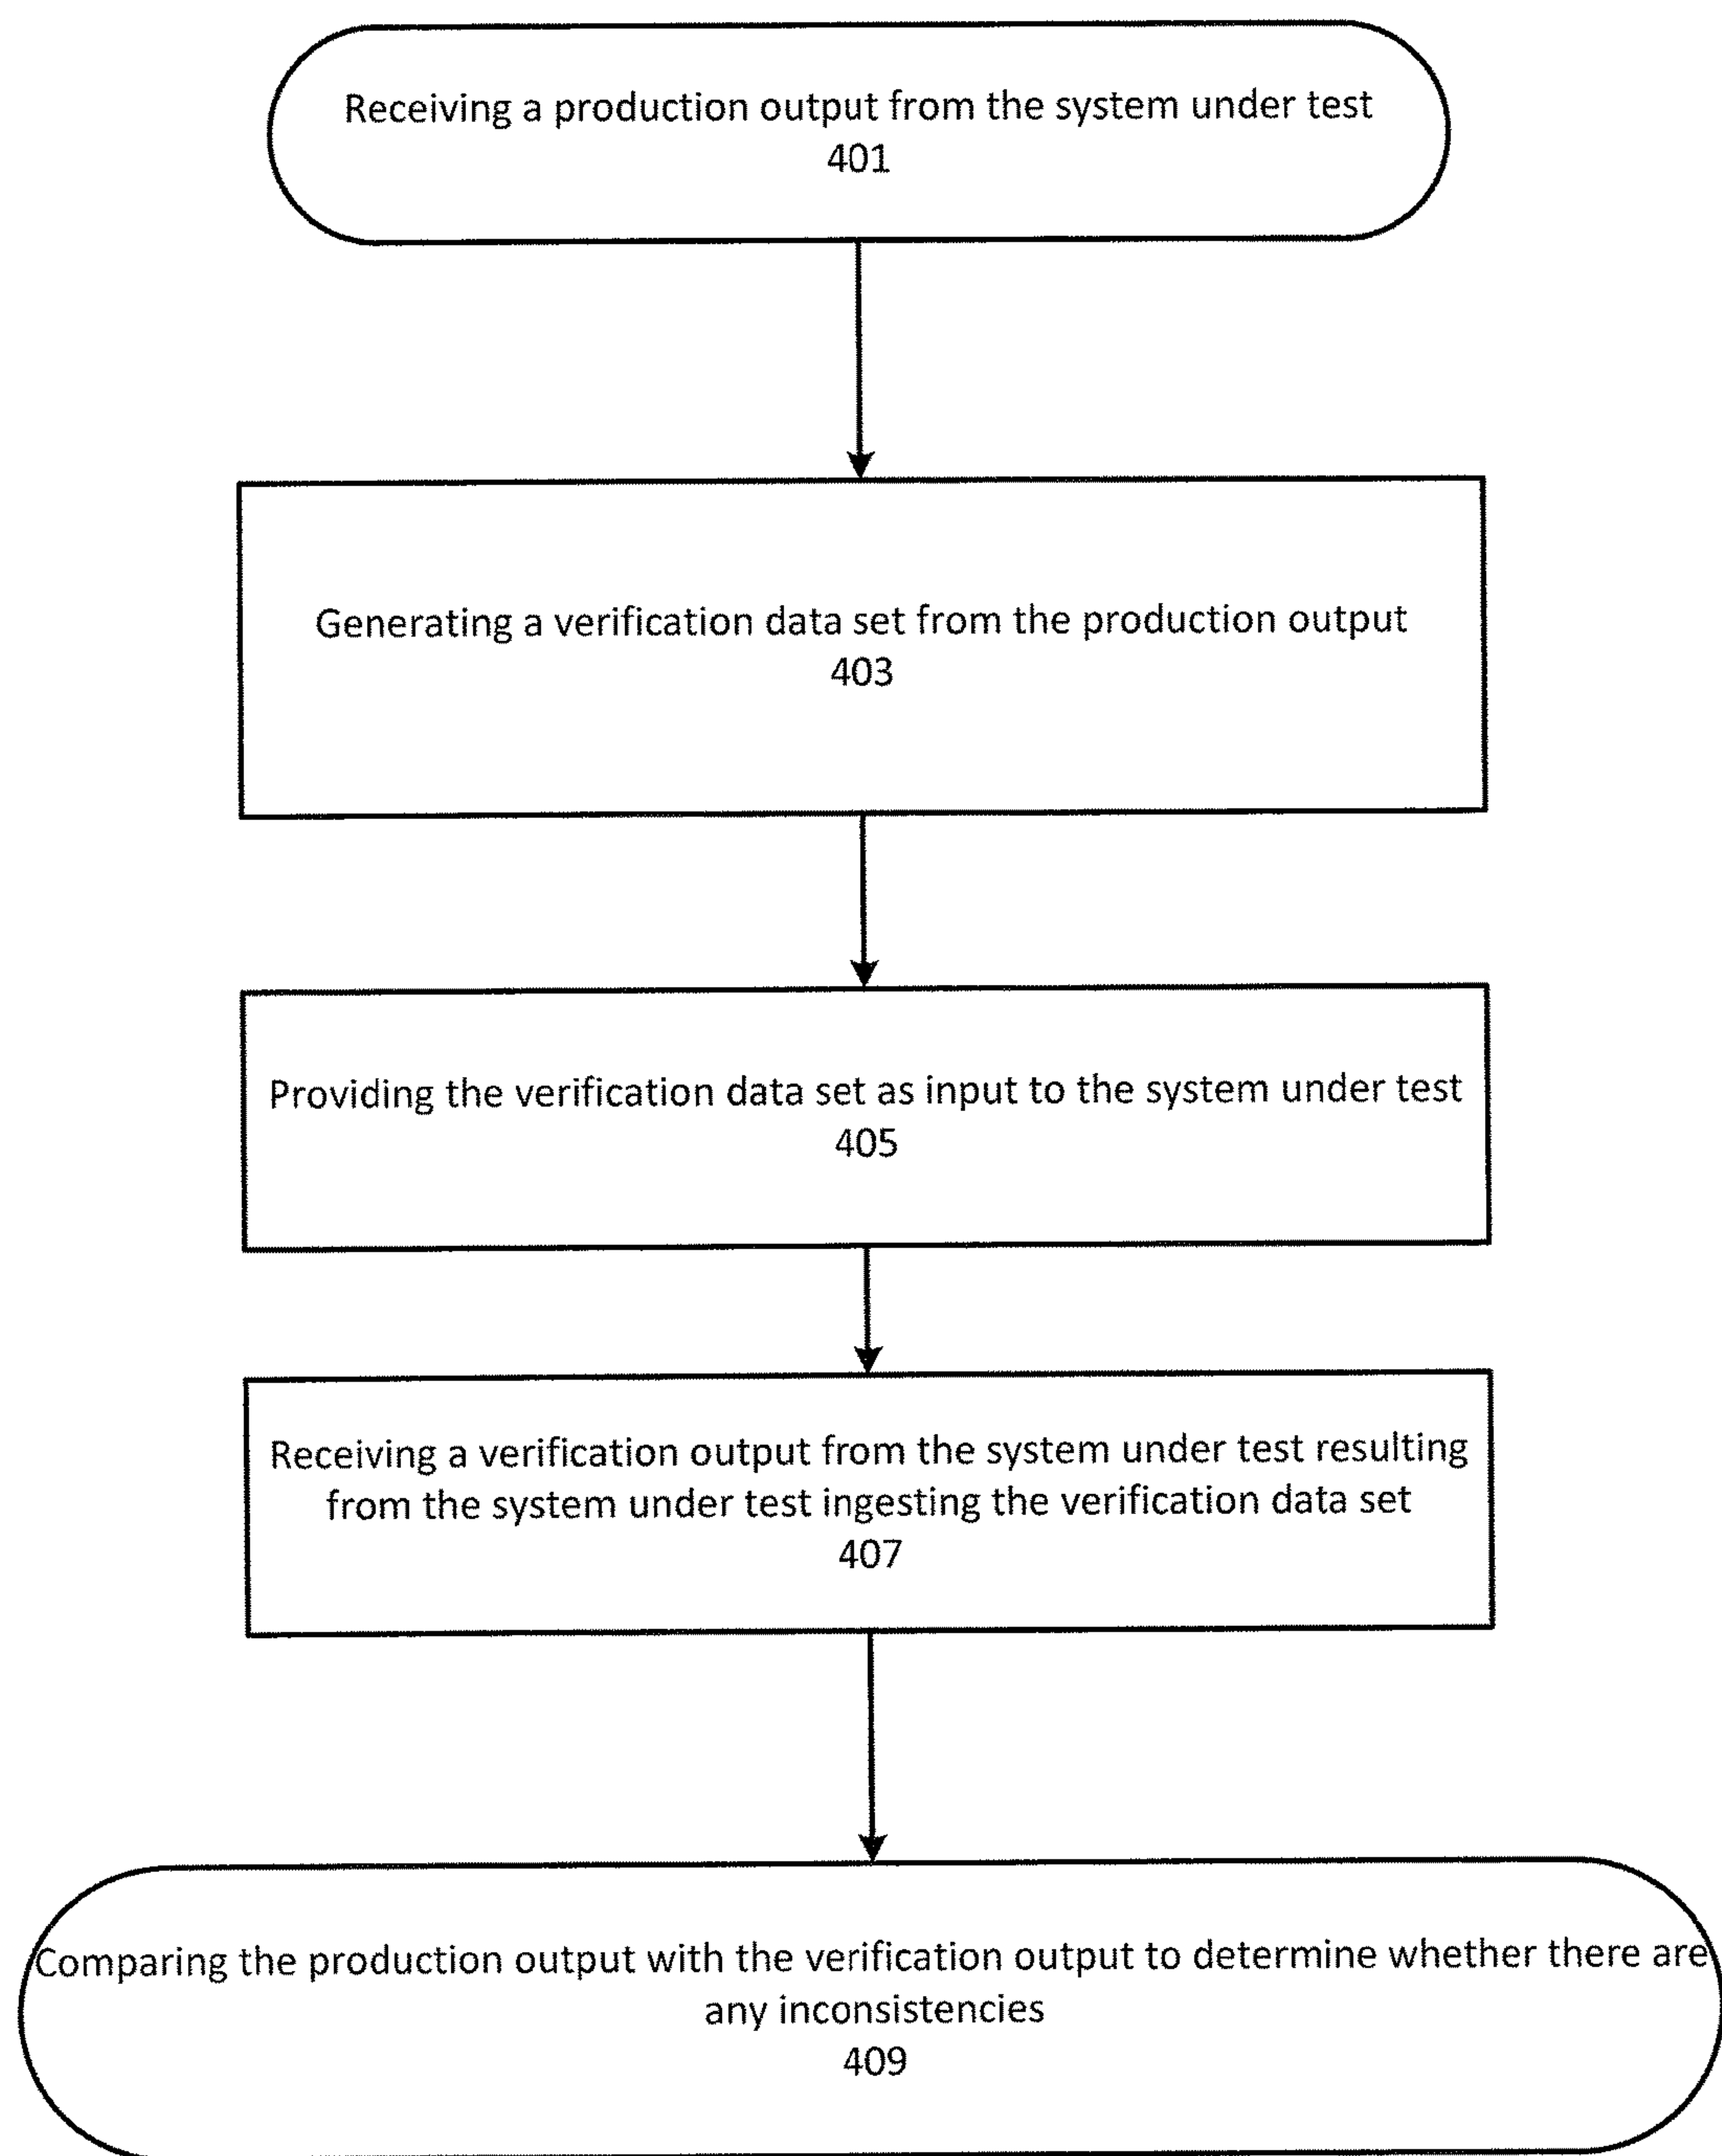 Receiving a production output from the system under test
401
Generating a verification data set from the production output
403
Providing the verification data set as input to the system under test
405
Receiving a verification output from the system under test resulting
from the system under test ingesting the verification data set
407
Comparing the production output with the verification output to determine whether there are
any inconsistencies
409